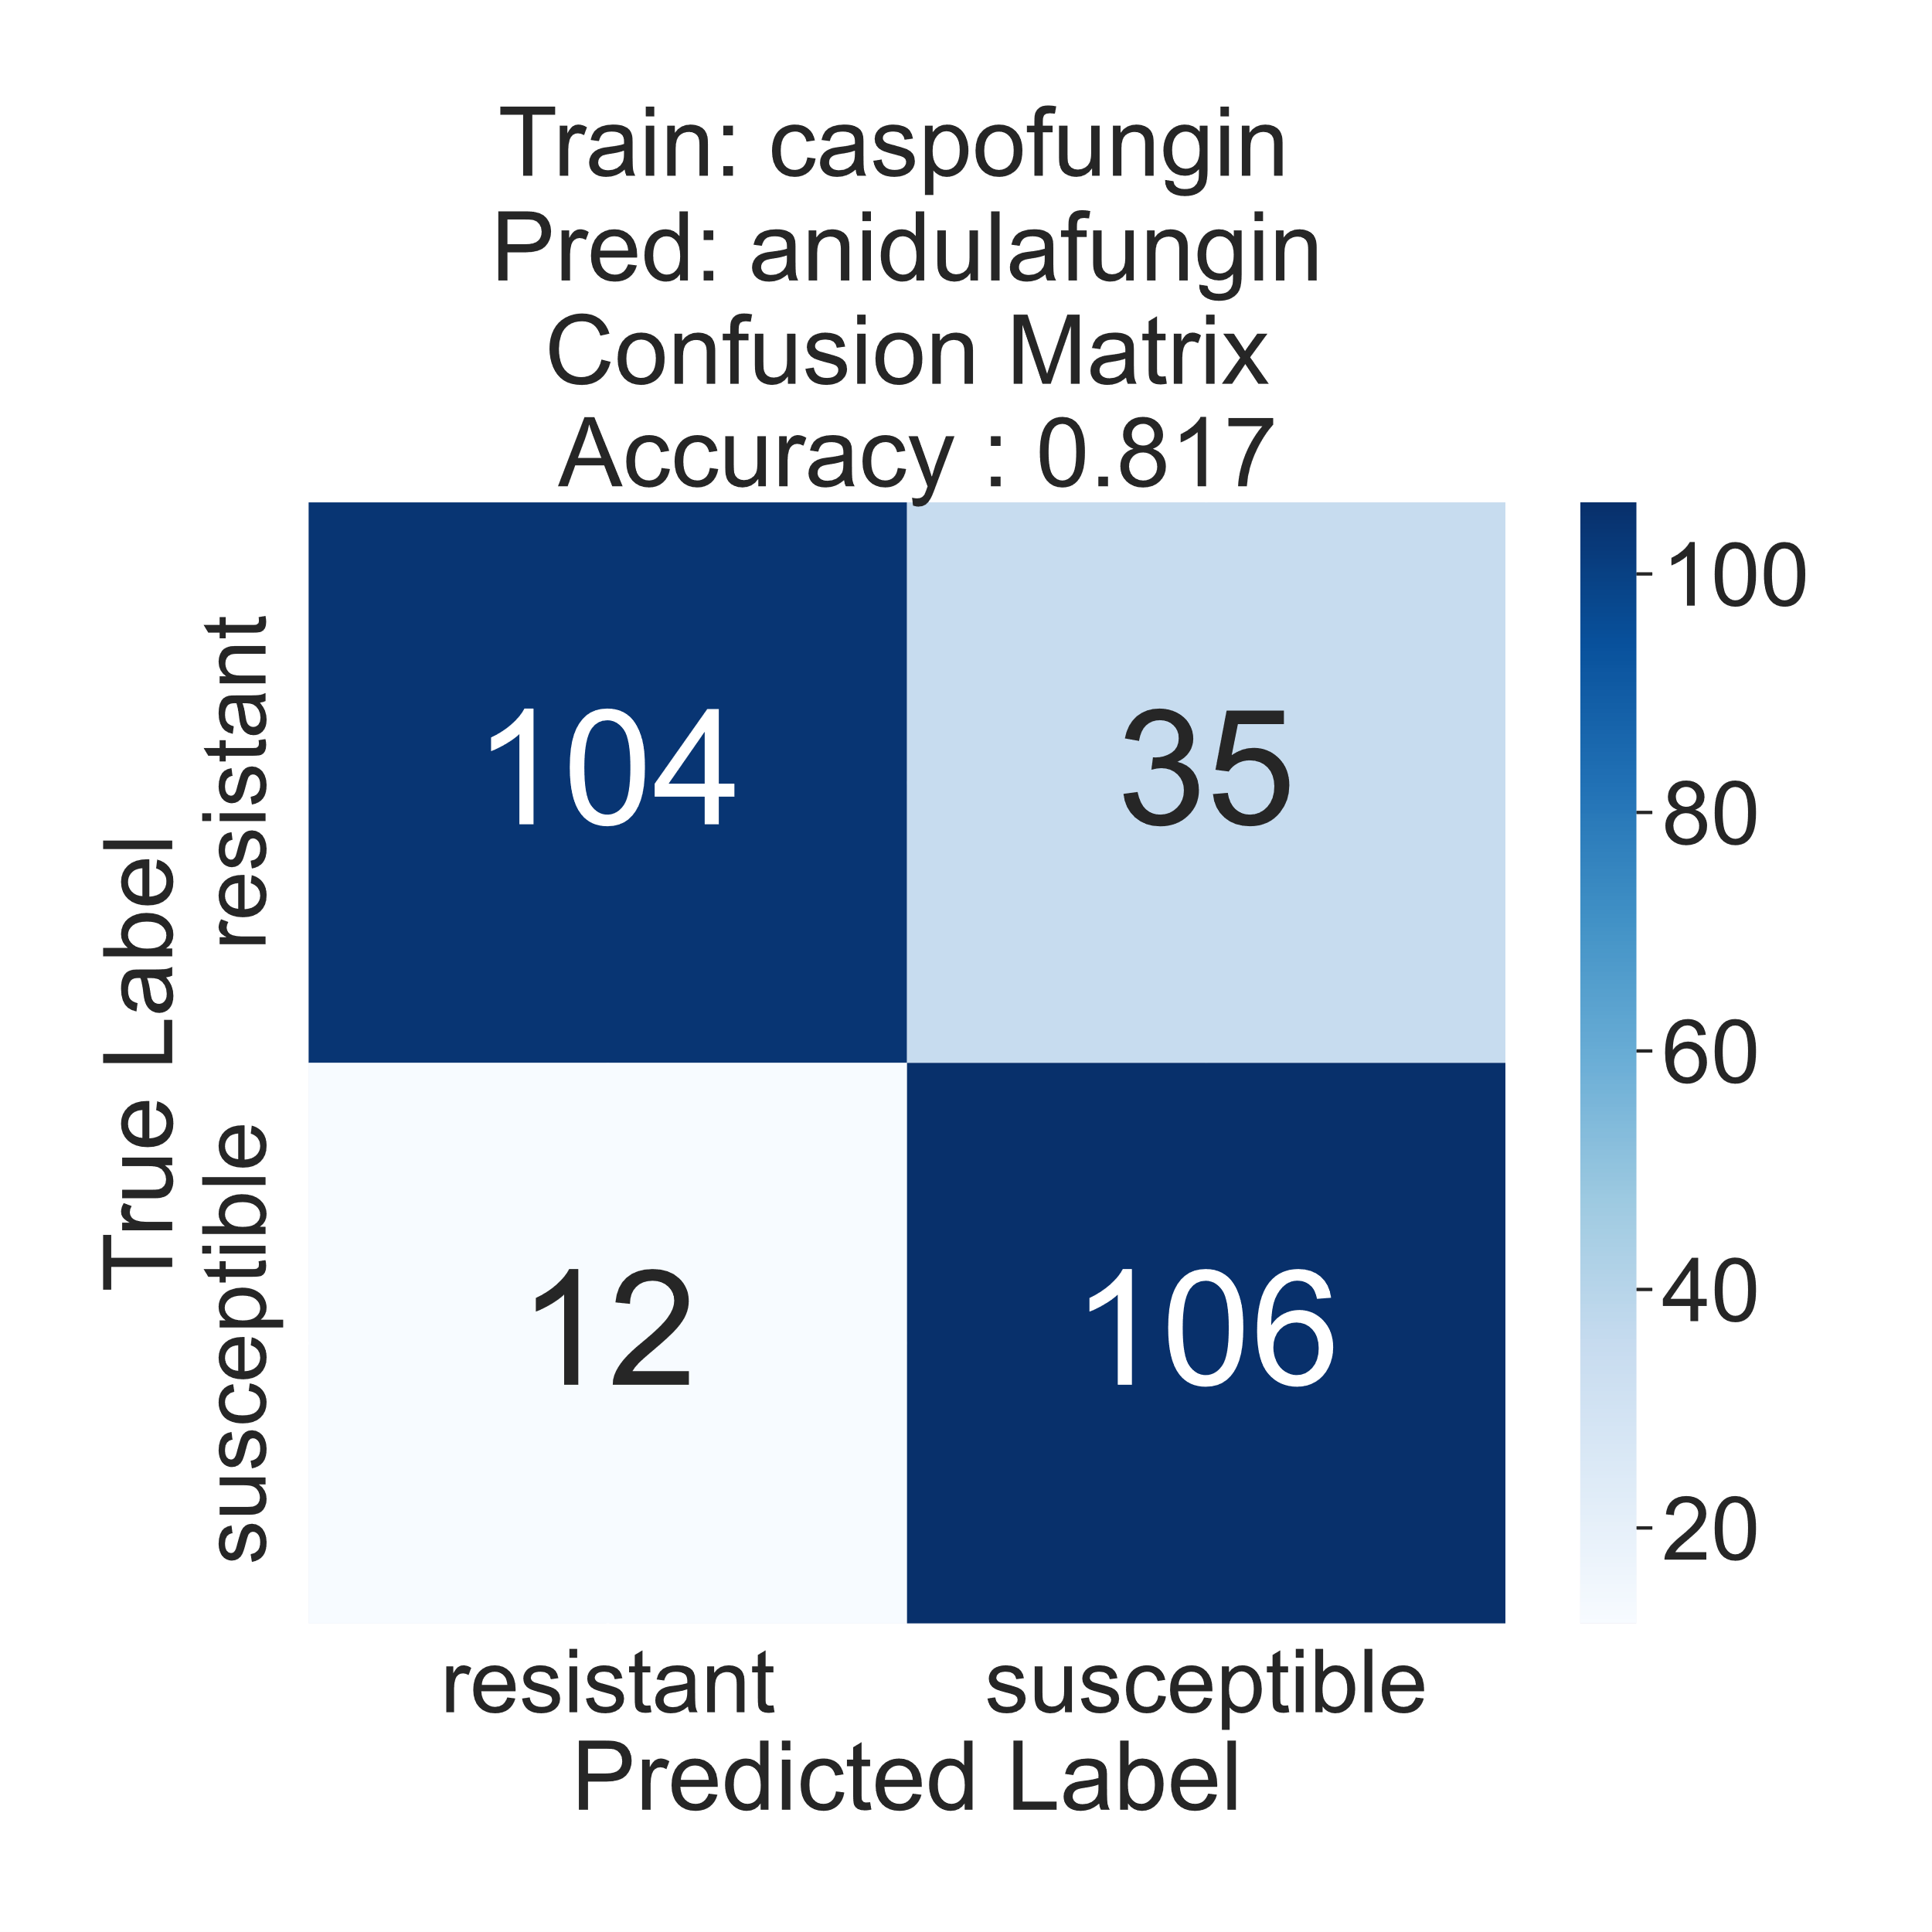 Train: caspofungin
Pred: anidulafungin
Confusion Matrix
Accuracy : 0.817
True Label
resistant
susceptible
104
35
12
106
100
80
60
40
20
resistant
susceptible
Predicted Label